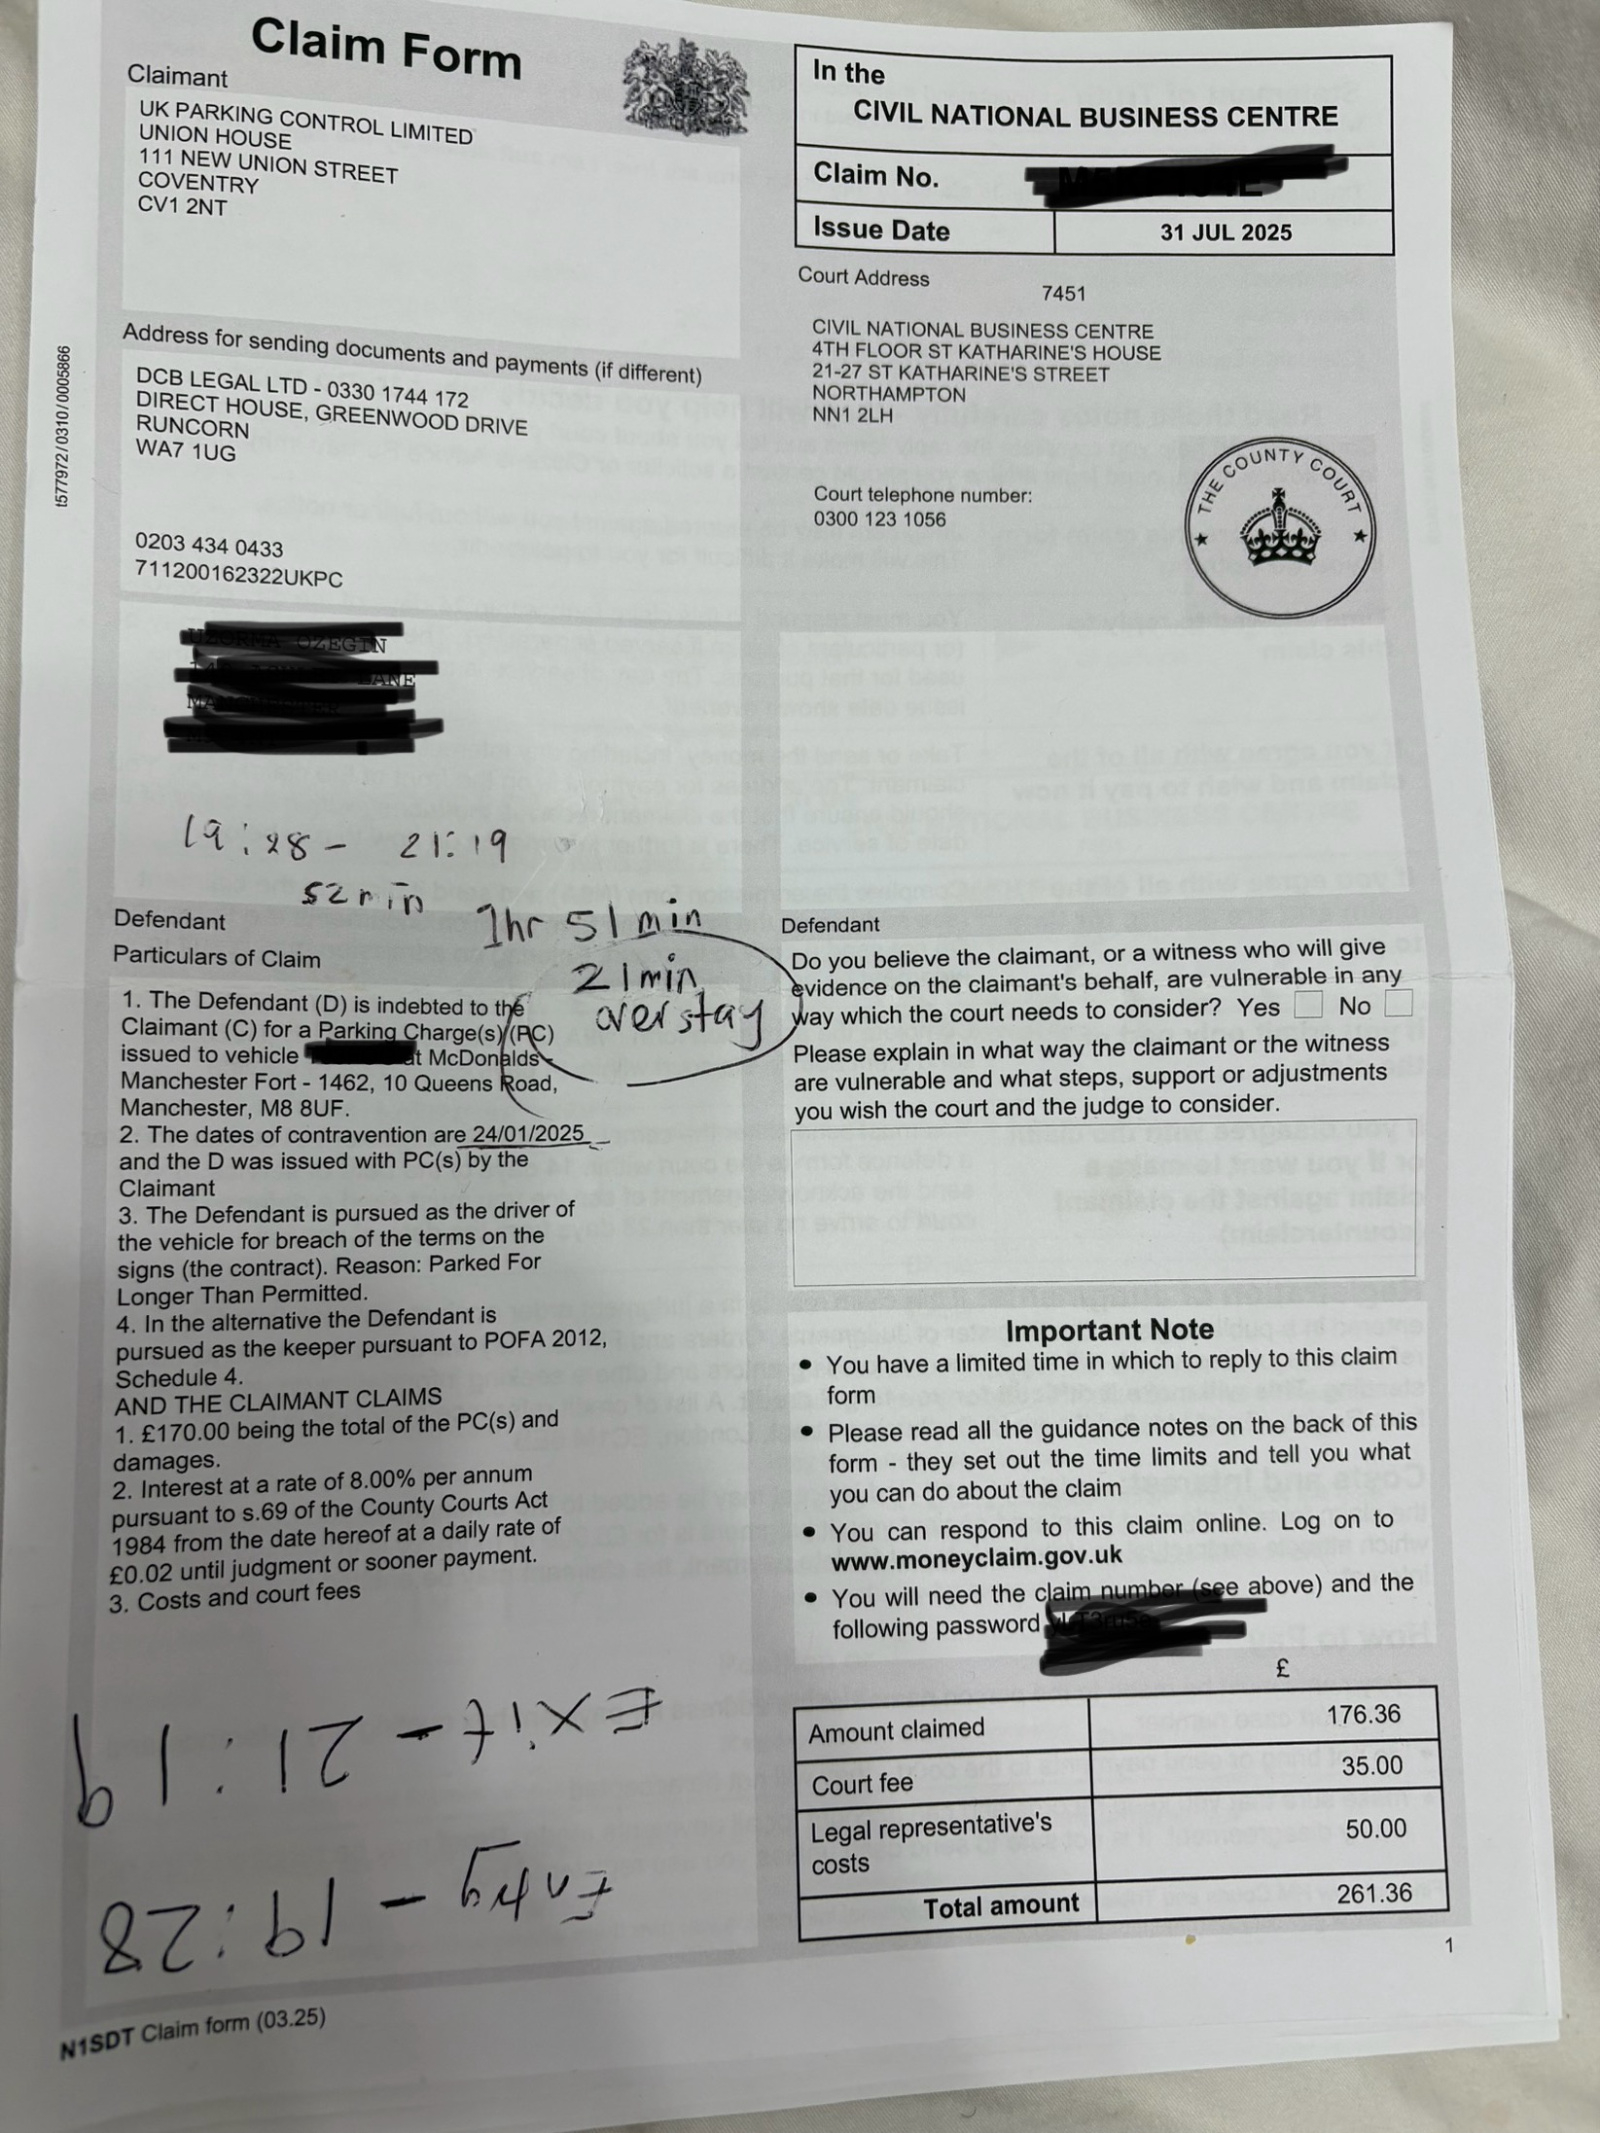 Claim Form
Claimant
UK PARKING CONTROL LIMITED
UNION HOUSE
111 NEW UNION STREET
COVENTRY
CV1 2NT
Address for sending documents and payments (if different)
DCB LEGAL LTD - 0330 1744 172
DIRECT HOUSE, GREENWOOD DRIVE
RUNCORN
WA7 1UG
0203 434 0433
711200162322UKPC
t577972/0310/0005866
In the
CIVIL NATIONAL BUSINESS CENTRE
Claim No.
Issue Date 31 JUL 2025
Court Address
7451
CIVIL NATIONAL BUSINESS CENTRE
4TH FLOOR ST KATHARINE'S HOUSE
21-27 ST KATHARINE'S STREET
NORTHAMPTON
NN1 2LH
Court telephone number:
0300 123 1056
THE COUNTY COURT
19:28 - 21:19
52 min
1hr 51 min
21min
overstay
Defendant
Particulars of Claim
1. The Defendant (D) is indebted to the
Claimant (C) for a Parking Charge(s) (PC)
issued to vehicle at McDonalds -
Manchester Fort - 1462, 10 Queens Road,
Manchester, M8 8UF.
2. The dates of contravention are 24/01/2025
and the D was issued with PC(s) by the
Claimant
3. The Defendant is pursued as the driver of
the vehicle for breach of the terms on the
signs (the contract). Reason: Parked For
Longer Than Permitted.
4. In the alternative the Defendant is
pursued as the keeper pursuant to POFA 2012,
Schedule 4.
AND THE CLAIMANT CLAIMS
1. £170.00 being the total of the PC(s) and
damages.
2. Interest at a rate of 8.00% per annum
pursuant to s.69 of the County Courts Act
1984 from the date hereof at a daily rate of
£0.02 until judgment or sooner payment.
3. Costs and court fees
Entry - 19:28
Exit - 21:19
N1SDT Claim form (03.25)
Defendant
Do you believe the claimant, or a witness who will give
evidence on the claimant's behalf, are vulnerable in any
way which the court needs to consider? Yes No
Please explain in what way the claimant or the witness
are vulnerable and what steps, support or adjustments
you wish the court and the judge to consider.
Important Note
• You have a limited time in which to reply to this claim
form
• Please read all the guidance notes on the back of this
form - they set out the time limits and tell you what
you can do about the claim
• You can respond to this claim online. Log on to
www.moneyclaim.gov.uk
• You will need the claim number (see above) and the
following password
£
Amount claimed 176.36
Court fee 35.00
Legal representative's
costs 50.00
Total amount 261.36
1